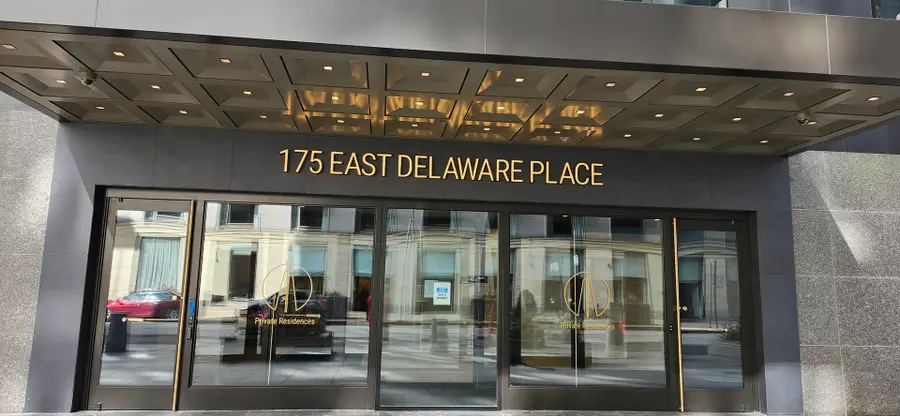 175 EAST DELAWARE PLACE
Private Residences
Private Residences